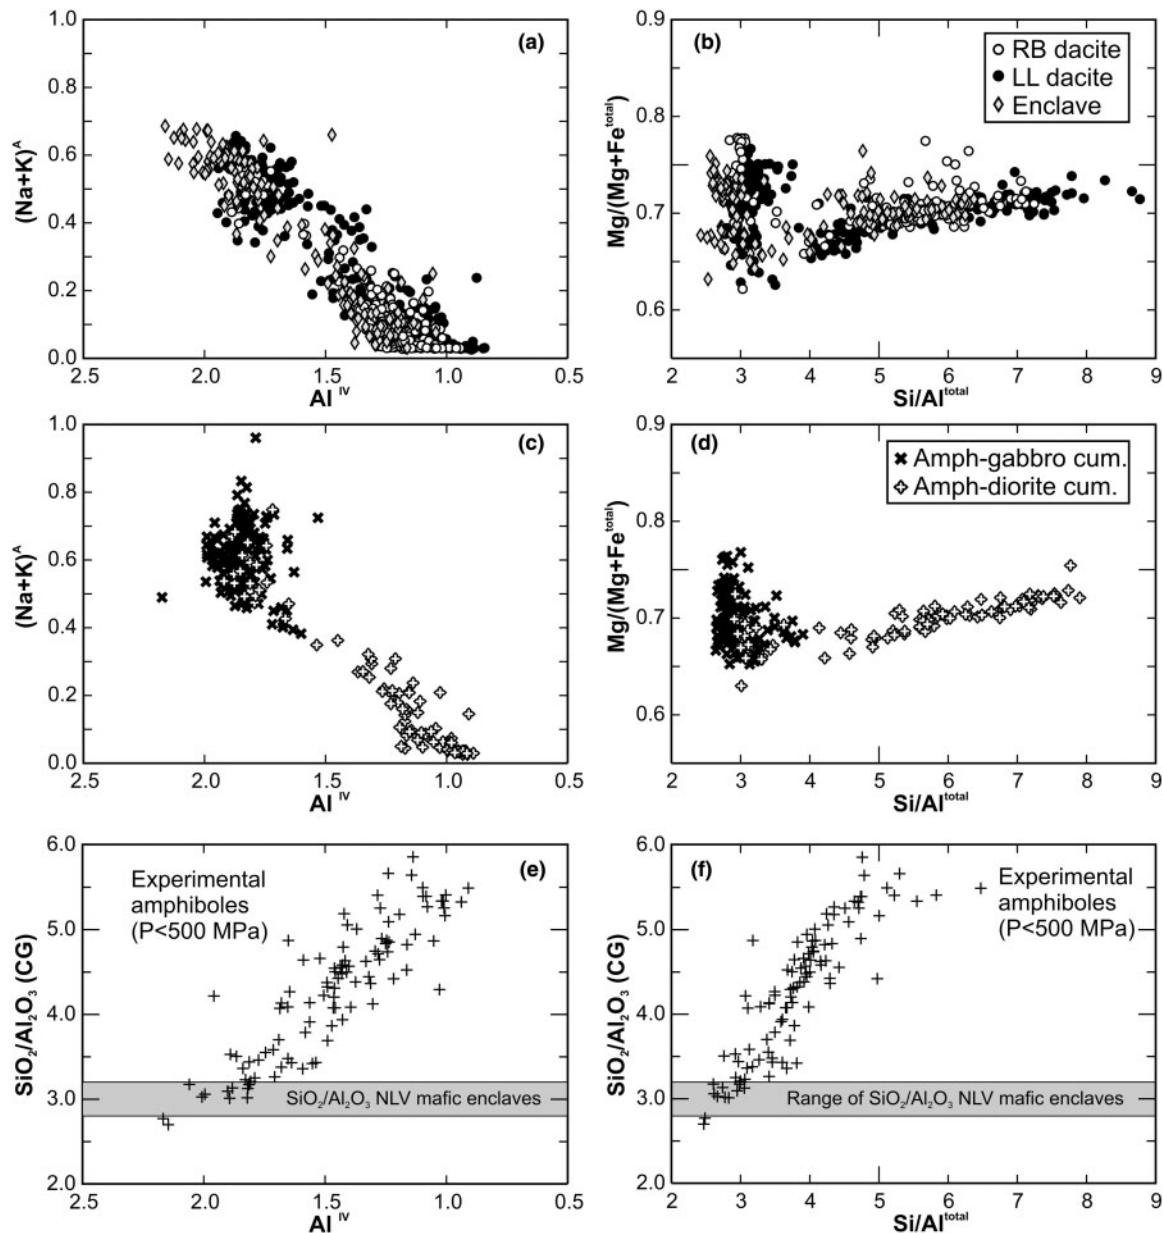 1.0
0.8
0.6
0.4
0.2
0.0
2.5
2.0
1.5
1.0
0.5
(Na+K)ᴬ
Al ᴵⱽ
(a)
0.9
0.8
0.7
0.6
2
3
4
5
6
7
8
9
Mg/(Mg+Feᵗᵒᵗᵃˡ)
Si/Alᵗᵒᵗᵃˡ
(b)
RB dacite
LL dacite
Enclave
1.0
0.8
0.6
0.4
0.2
0.0
2.5
2.0
1.5
1.0
0.5
(Na+K)ᴬ
Al ᴵⱽ
(c)
0.9
0.8
0.7
0.6
2
3
4
5
6
7
8
9
Mg/(Mg+Feᵗᵒᵗᵃˡ)
Si/Alᵗᵒᵗᵃˡ
(d)
Amph-gabbro cum.
Amph-diorite cum.
6.0
5.0
4.0
3.0
2.0
2.5
2.0
1.5
1.0
0.5
SiO₂/Al₂O₃ (CG)
Al ᴵⱽ
(e)
Experimental
amphiboles
(P<500 MPa)
SiO₂/Al₂O₃ NLV mafic enclaves
6.0
5.0
4.0
3.0
2.0
2
3
4
5
6
7
8
9
SiO₂/Al₂O₃ (CG)
Si/Alᵗᵒᵗᵃˡ
(f)
Experimental
amphiboles
(P<500 MPa)
Range of SiO₂/Al₂O₃ NLV mafic enclaves